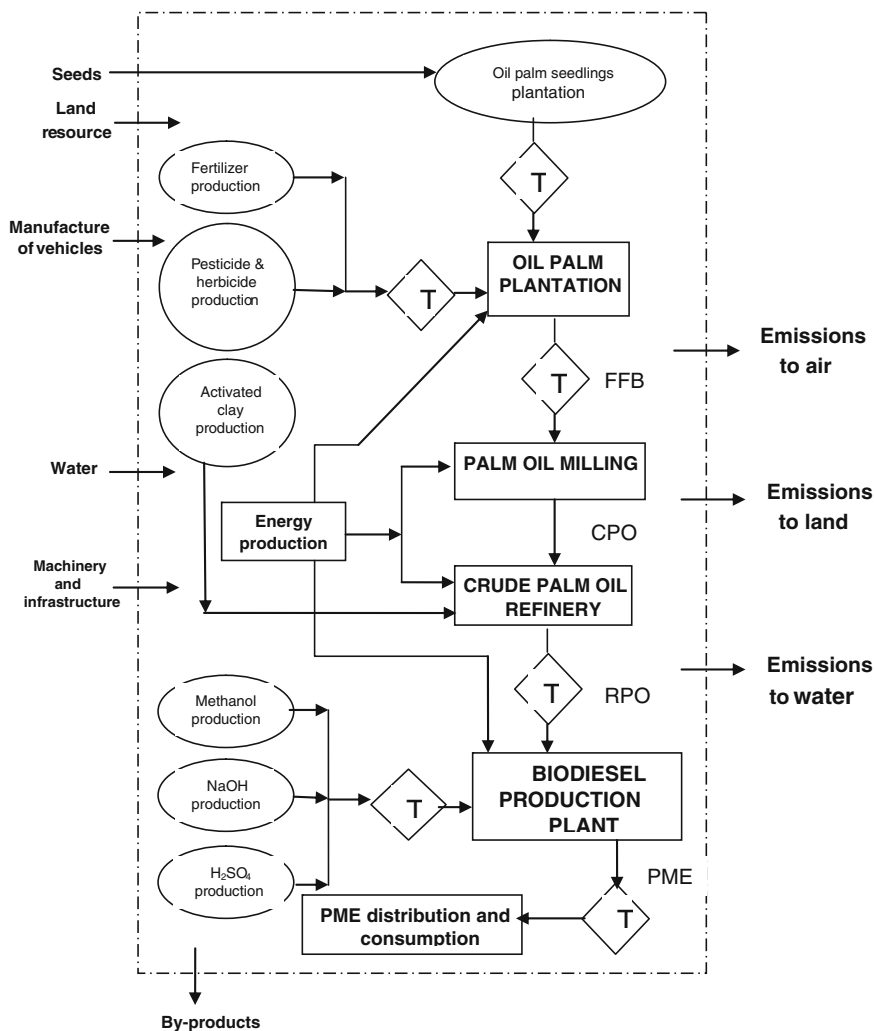 Seeds
Oil palm seedlings
plantation
Land
resource
Fertilizer
production
T
Manufacture
of vehicles
Pesticide &
herbicide
production
T
OIL PALM
PLANTATION
Emissions
to air
T
FFB
Activated
clay
production
Water
PALM OIL MILLING
Emissions
to land
Energy
production
CPO
Machinery
and
infrastructure
CRUDE PALM OIL
REFINERY
Emissions
to water
T
RPO
Methanol
production
NaOH
production
T
BIODIESEL
PRODUCTION
PLANT
H₂SO₄
production
PME
T
PME distribution and
consumption
By-products